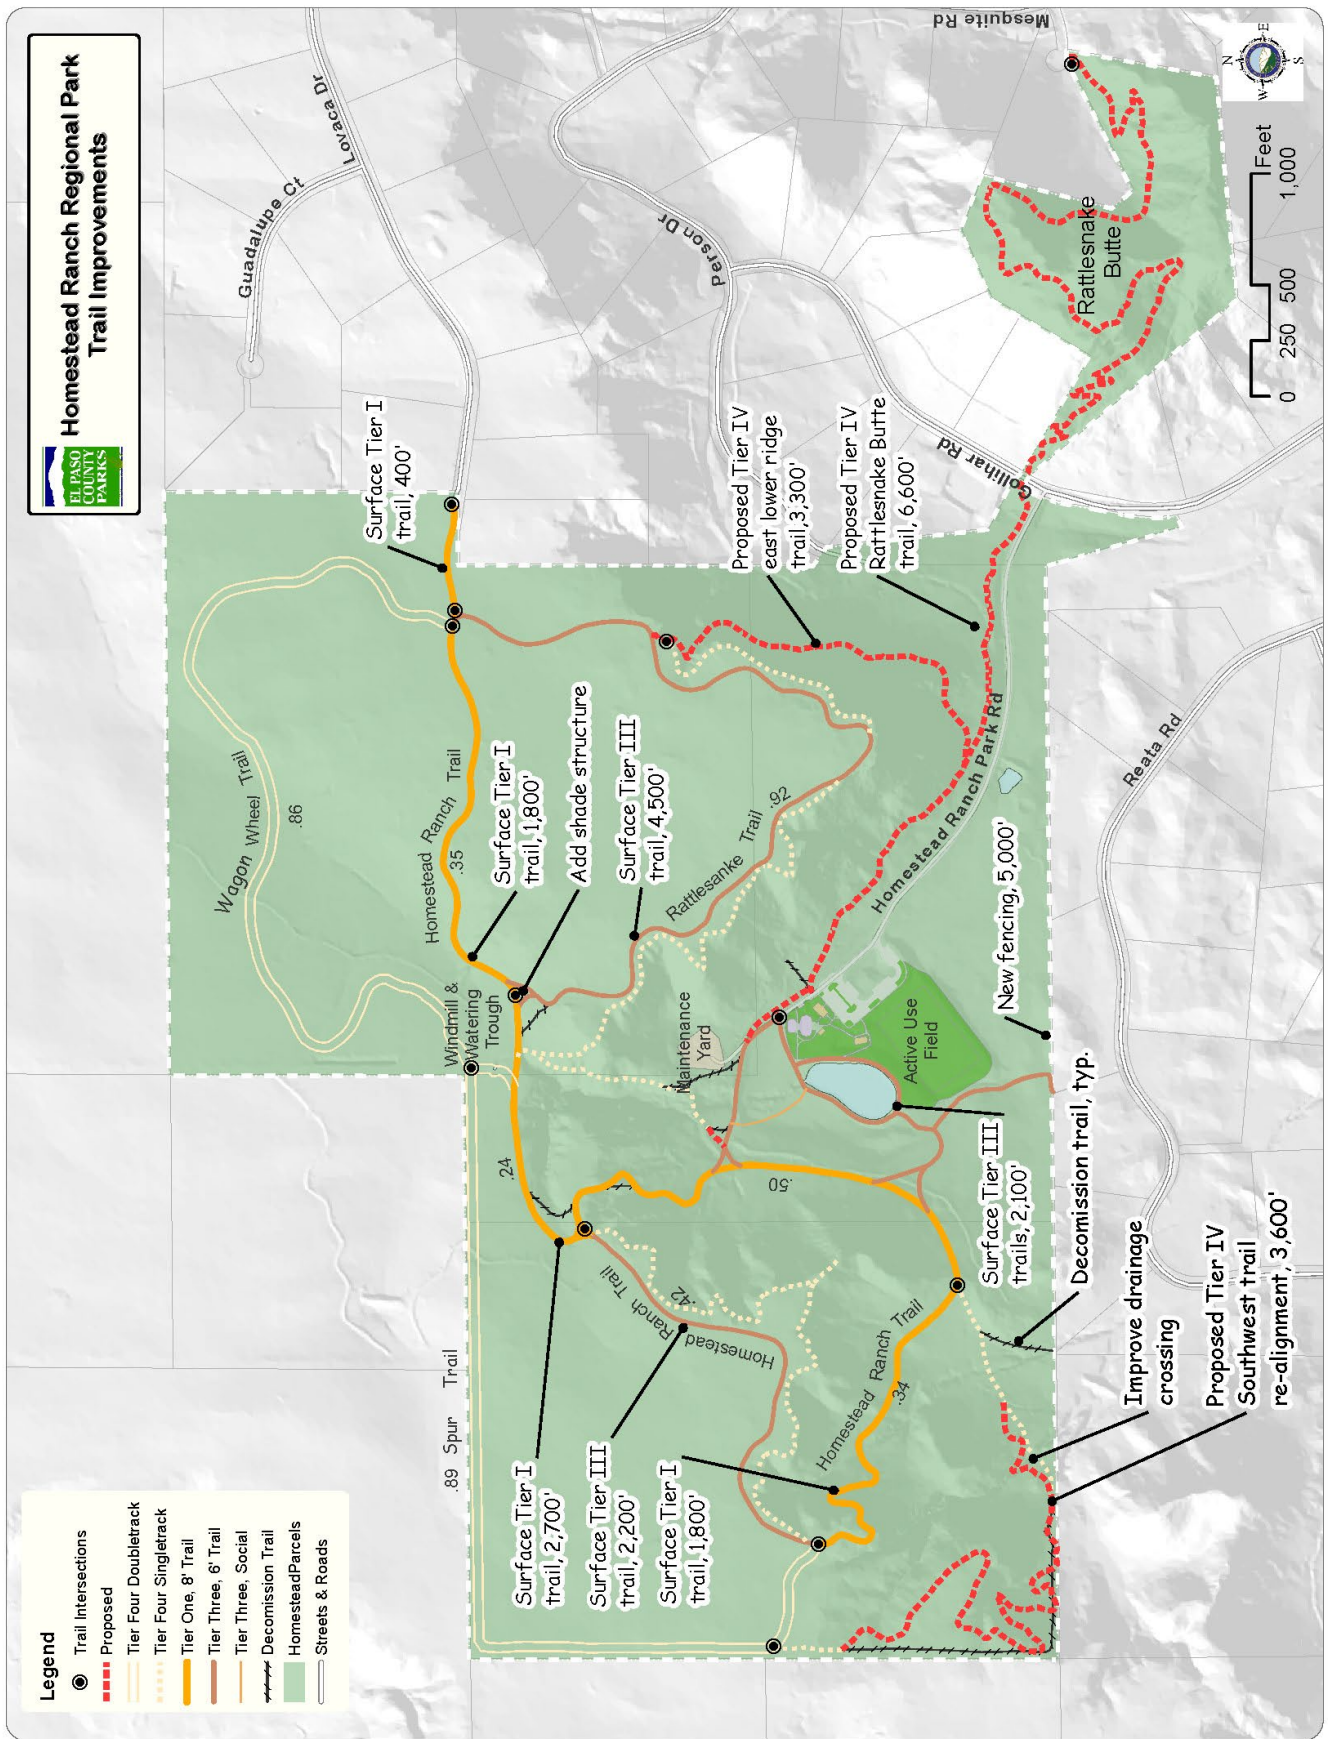 Homestead Ranch Regional Park
Trail Improvements
EL PASO
COUNTY
PARKS
Legend
Trail Intersections
Proposed
Tier Four Doubletrack
Tier Four Singletrack
Tier One, 8' Trail
Tier Three, 6' Trail
Tier Three, Social
Decomission Trail
HomesteadParcels
Streets & Roads
.89 Spur Trail
Wagon Wheel Trail
.86
Guadalupe Ct
Lovaca Dr
Surface Tier I
trail, 400'
Homestead Ranch Trail
.35
Windmill &
Watering
Trough
Surface Tier I
trail, 1,800'
Add shade structure
Surface Tier III
trail, 4,500'
.24
Surface Tier I
trail, 2,700'
Surface Tier III
trail, 2,200'
Surface Tier I
trail, 1,800'
Homestead Ranch Trail
.42
Rattlesanke Trail .92
Maintenance
Yard
.50
Person Dr
Mesquite Rd
Proposed Tier IV
east lower ridge
trail,3,300'
Proposed Tier IV
Rattlesnake Butte
trail, 6,600'
Gollihar Rd
Rattlesnake
Butte
Homestead Ranch Trail
.34
Active Use
Field
Homestead Ranch Park Rd
Surface Tier III
trails, 2,100'
New fencing, 5,000'
Decomission trail, typ.
Improve drainage
crossing
Proposed Tier IV
Southwest trail
re-alignment, 3,600'
Reata Rd
N
W E
S
0 250 500 1,000
Feet